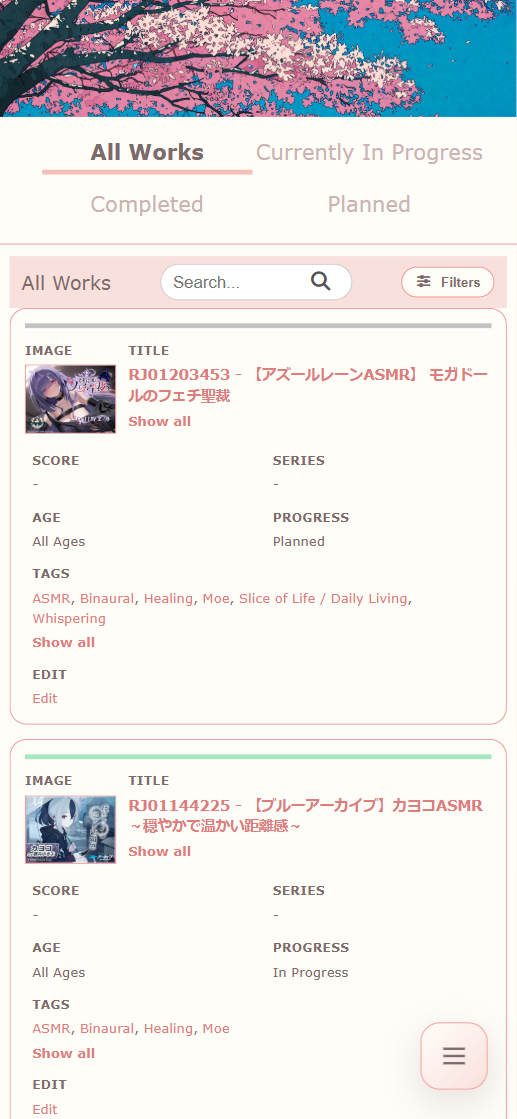 All Works
Currently In Progress
Completed
Planned
All Works
Search...
Filters
IMAGE
TITLE
RJ01203453 - 【アズールレーンASMR】 モガドー
ルのフェチ聖裁
Show all
SCORE
SERIES
-
-
AGE
PROGRESS
All Ages
Planned
TAGS
ASMR, Binaural, Healing, Moe, Slice of Life / Daily Living,
Whispering
Show all
EDIT
Edit
IMAGE
TITLE
RJ01144225 - 【ブルーアーカイブ】カヨコASMR
～穏やかで温かい距離感～
カヨコ
Show all
SCORE
SERIES
-
-
AGE
PROGRESS
All Ages
In Progress
TAGS
ASMR, Binaural, Healing, Moe
Show all
EDIT
Edit